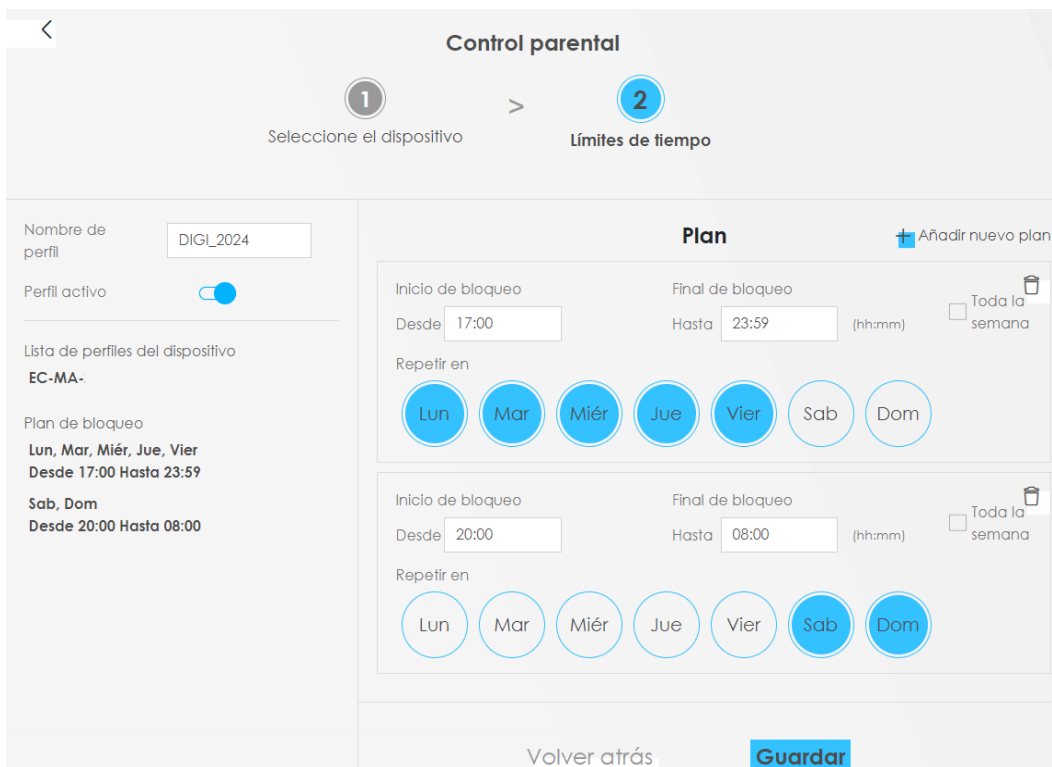 Control parental
1
>
2
Seleccione el dispositivo
Límites de tiempo
Nombre de
perfil
DIGI_2024
Perfil activo
Lista de perfiles del dispositivo
EC-MA-
Plan de bloqueo
Lun, Mar, Miér, Jue, Vier
Desde 17:00 Hasta 23:59
Sab, Dom
Desde 20:00 Hasta 08:00
Plan
+ Añadir nuevo plan
Inicio de bloqueo
Final de bloqueo
Desde 17:00
Hasta 23:59 (hh:mm)
Toda la
semana
Repetir en
Lun Mar Miér Jue Vier Sab Dom
Inicio de bloqueo
Final de bloqueo
Desde 20:00
Hasta 08:00 (hh:mm)
Toda la
semana
Repetir en
Lun Mar Miér Jue Vier Sab Dom
Volver atrás
Guardar